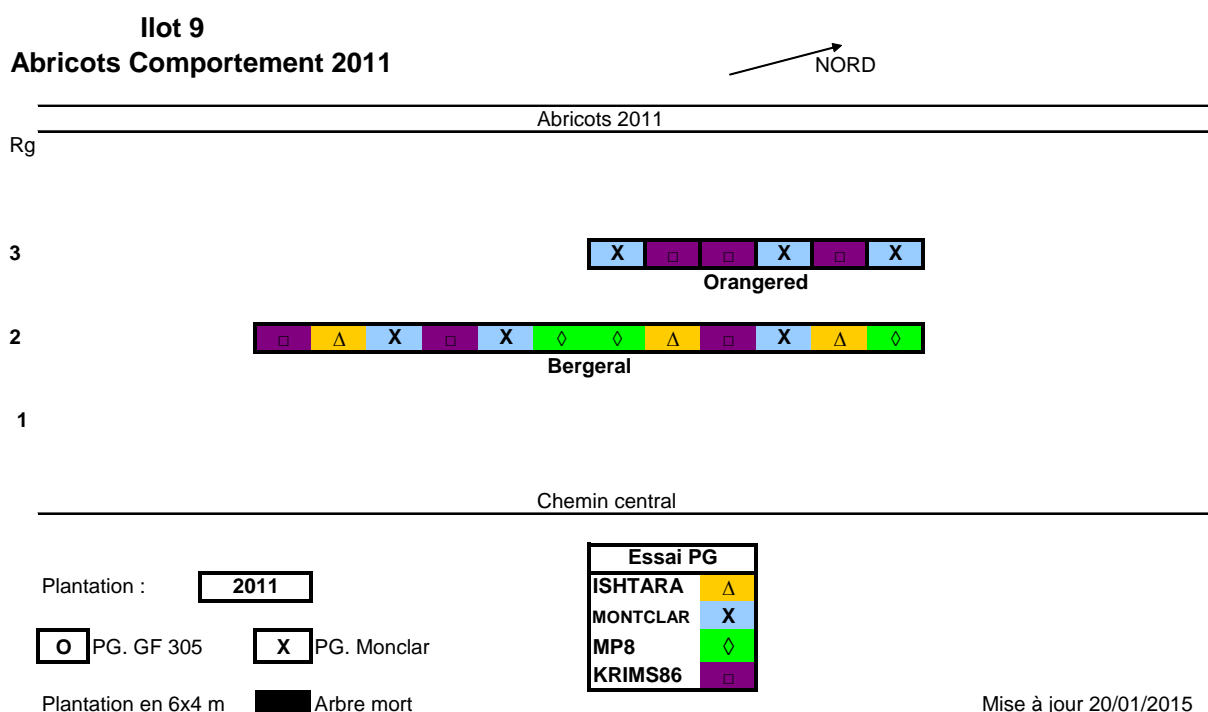 Ilot 9
Abricots Comportement 2011
NORD
Abricots 2011
Rg
3 X □ □ X □ X
Orangered
2 □ Δ X □ X ◊ ◊ Δ □ X Δ ◊
Bergeral
1
Chemin central
Essai PG
Plantation : 2011
ISHTARA Δ
MONTCLAR X
O PG. GF 305 X PG. Monclar
MP8 ◊
KRIMS86 □
Plantation en 6x4 m Arbre mort
Mise à jour 20/01/2015